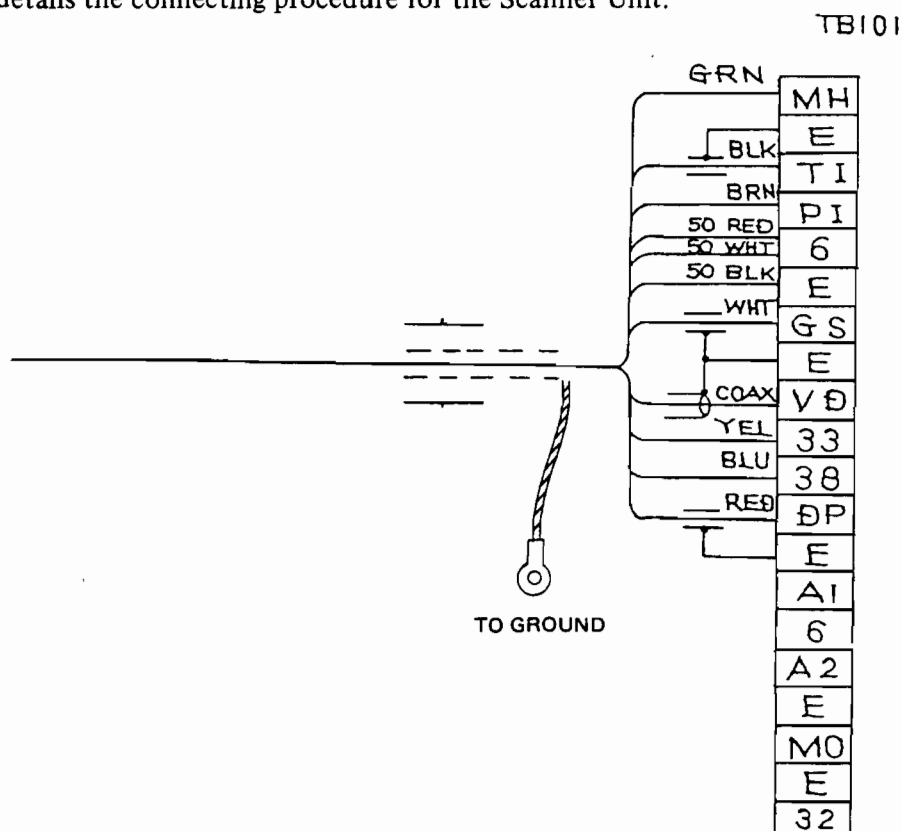 details the connecting procedure for the Scanner Unit.
TB101
GRN
MH
E
BLK
TI
BRN
PI
50 RED
50 WHT
6
50 BLK
E
WHT
GS
E
COAX
VD
YEL
33
BLU
38
RED
DP
E
A1
6
A2
E
MO
E
32
TO GROUND